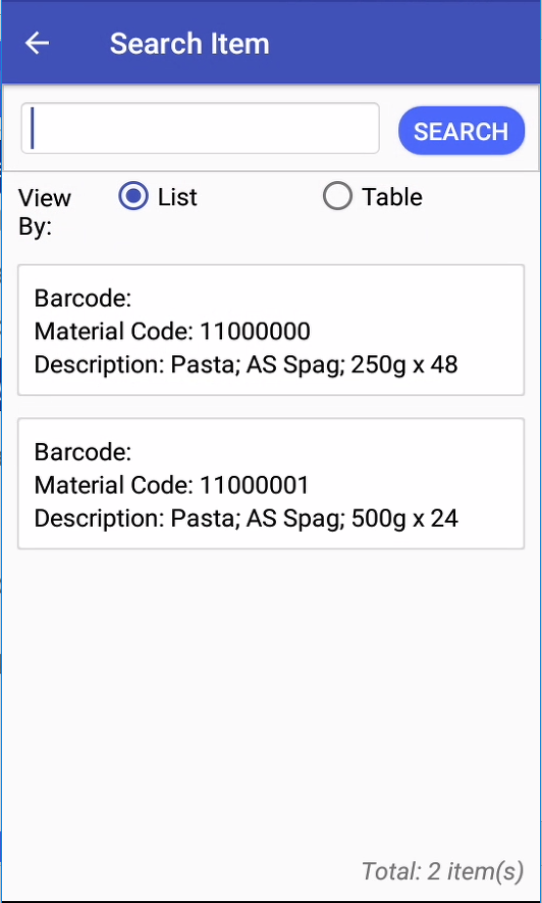 Search Item
SEARCH
View
By:
List
Table
Barcode:
Material Code: 11000000
Description: Pasta; AS Spag; 250g x 48
Barcode:
Material Code: 11000001
Description: Pasta; AS Spag; 500g x 24
Total: 2 item(s)